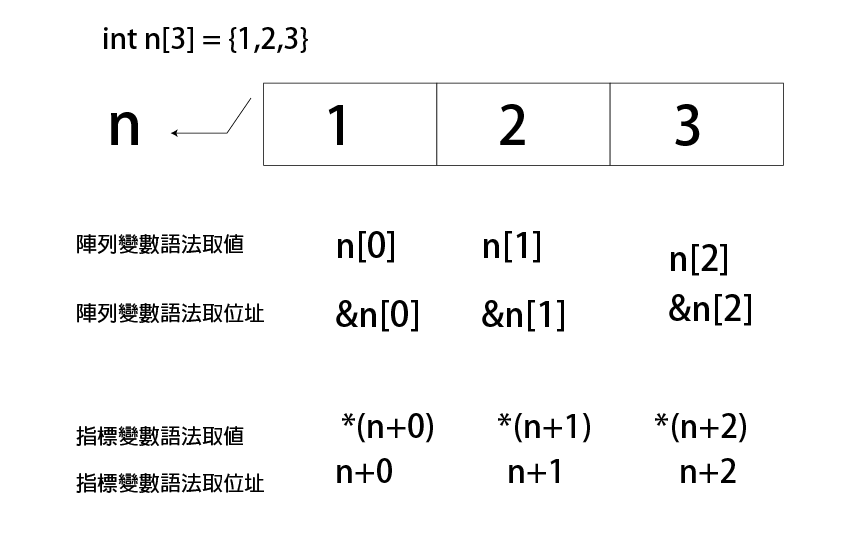 int n[3] = {1,2,3}
n 1 2 3
陣列變數語法取值 n[0] n[1] n[2]
陣列變數語法取位址 &n[0] &n[1] &n[2]
指標變數語法取值 *(n+0) *(n+1) *(n+2)
指標變數語法取位址 n+0 n+1 n+2